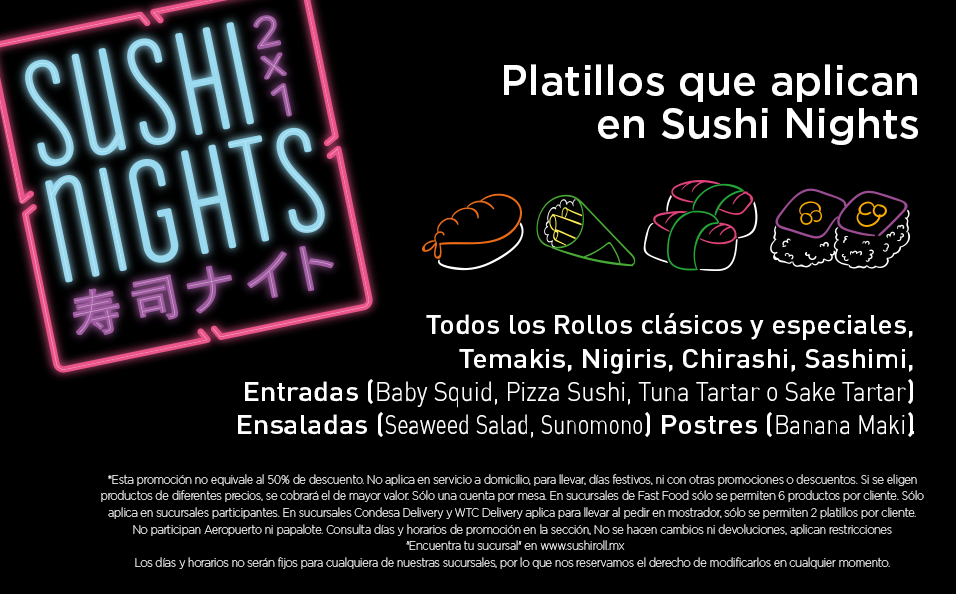 SUSHI
NIGHTS
2x1
寿司ナイト
Platillos que aplican
en Sushi Nights
Todos los Rollos clásicos y especiales,
Temakis, Nigiris, Chirashi, Sashimi,
Entradas (Baby Squid, Pizza Sushi, Tuna Tartar o Sake Tartar)
Ensaladas (Seaweed Salad, Sunomono) Postres (Banana Maki).
*Esta promoción no equivale al 50% de descuento. No aplica en servicio a domicilio, para llevar, días festivos, ni con otras promociones o descuentos. Si se eligen
productos de diferentes precios, se cobrará el de mayor valor. Sólo una cuenta por mesa. En sucursales de Fast Food sólo se permiten 6 productos por cliente. Sólo
aplica en sucursales participantes. En sucursales Condesa Delivery y WTC Delivery aplica para llevar al pedir en mostrador, sólo se permiten 2 platillos por cliente.
No participan Aeropuerto ni papalote. Consulta días y horarios de promoción en la sección, No se hacen cambios ni devoluciones, aplican restricciones
"Encuentra tu sucursal" en www.sushiroll.mx
Los días y horarios no serán fijos para cualquiera de nuestras sucursales, por lo que nos reservamos el derecho de modificarlos en cualquier momento.